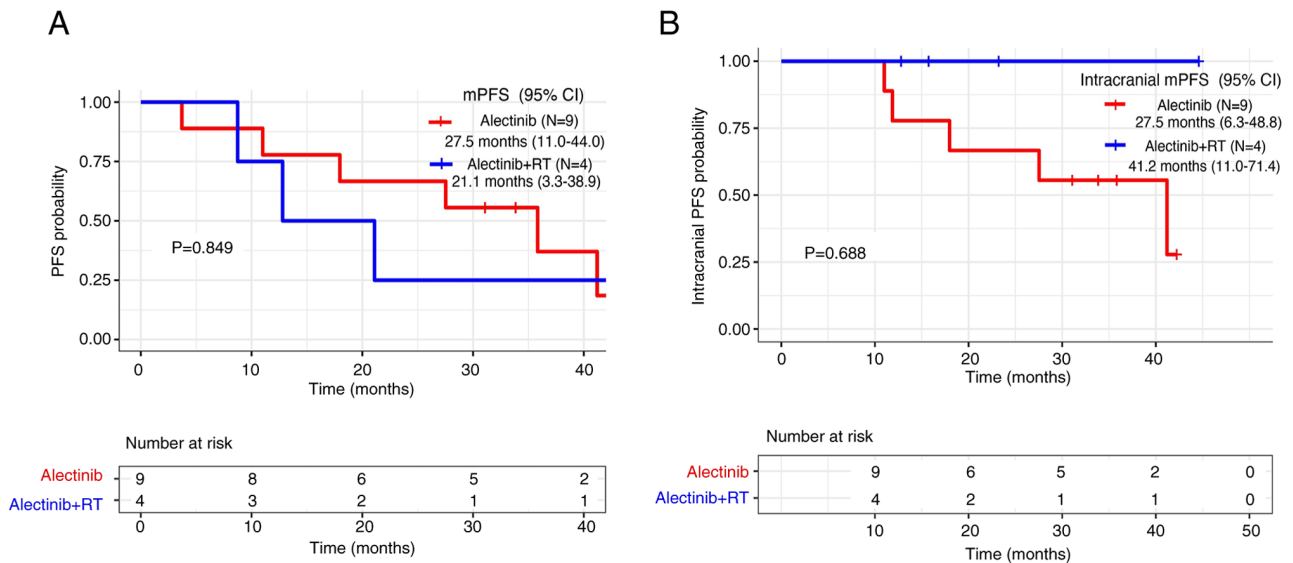 A
mPFS (95% CI)
Alectinib (N=9)
27.5 months (11.0-44.0)
Alectinib+RT (N=4)
21.1 months (3.3-38.9)
PFS probability
1.00
0.75
0.50
0.25
0.00
P=0.849
0 10 20 30 40
Time (months)
Number at risk
Alectinib 9 8 6 5 2
Alectinib+RT 4 3 2 1 1
0 10 20 30 40
Time (months)
B
Intracranial mPFS (95% CI)
Alectinib (N=9)
27.5 months (6.3-48.8)
Alectinib+RT (N=4)
41.2 months (11.0-71.4)
Intracranial PFS probability
1.00
0.75
0.50
0.25
0.00
P=0.688
0 10 20 30 40
Time (months)
Number at risk
Alectinib 9 6 5 2 0
Alectinib+RT 4 2 1 1 0
10 20 30 40 50
Time (months)